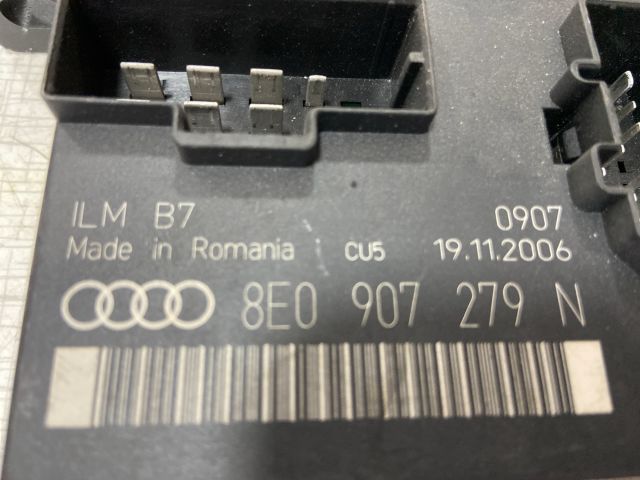 ILM B7 0907
Made in Romania CU5 19.11.2006
8E0 907 279 N